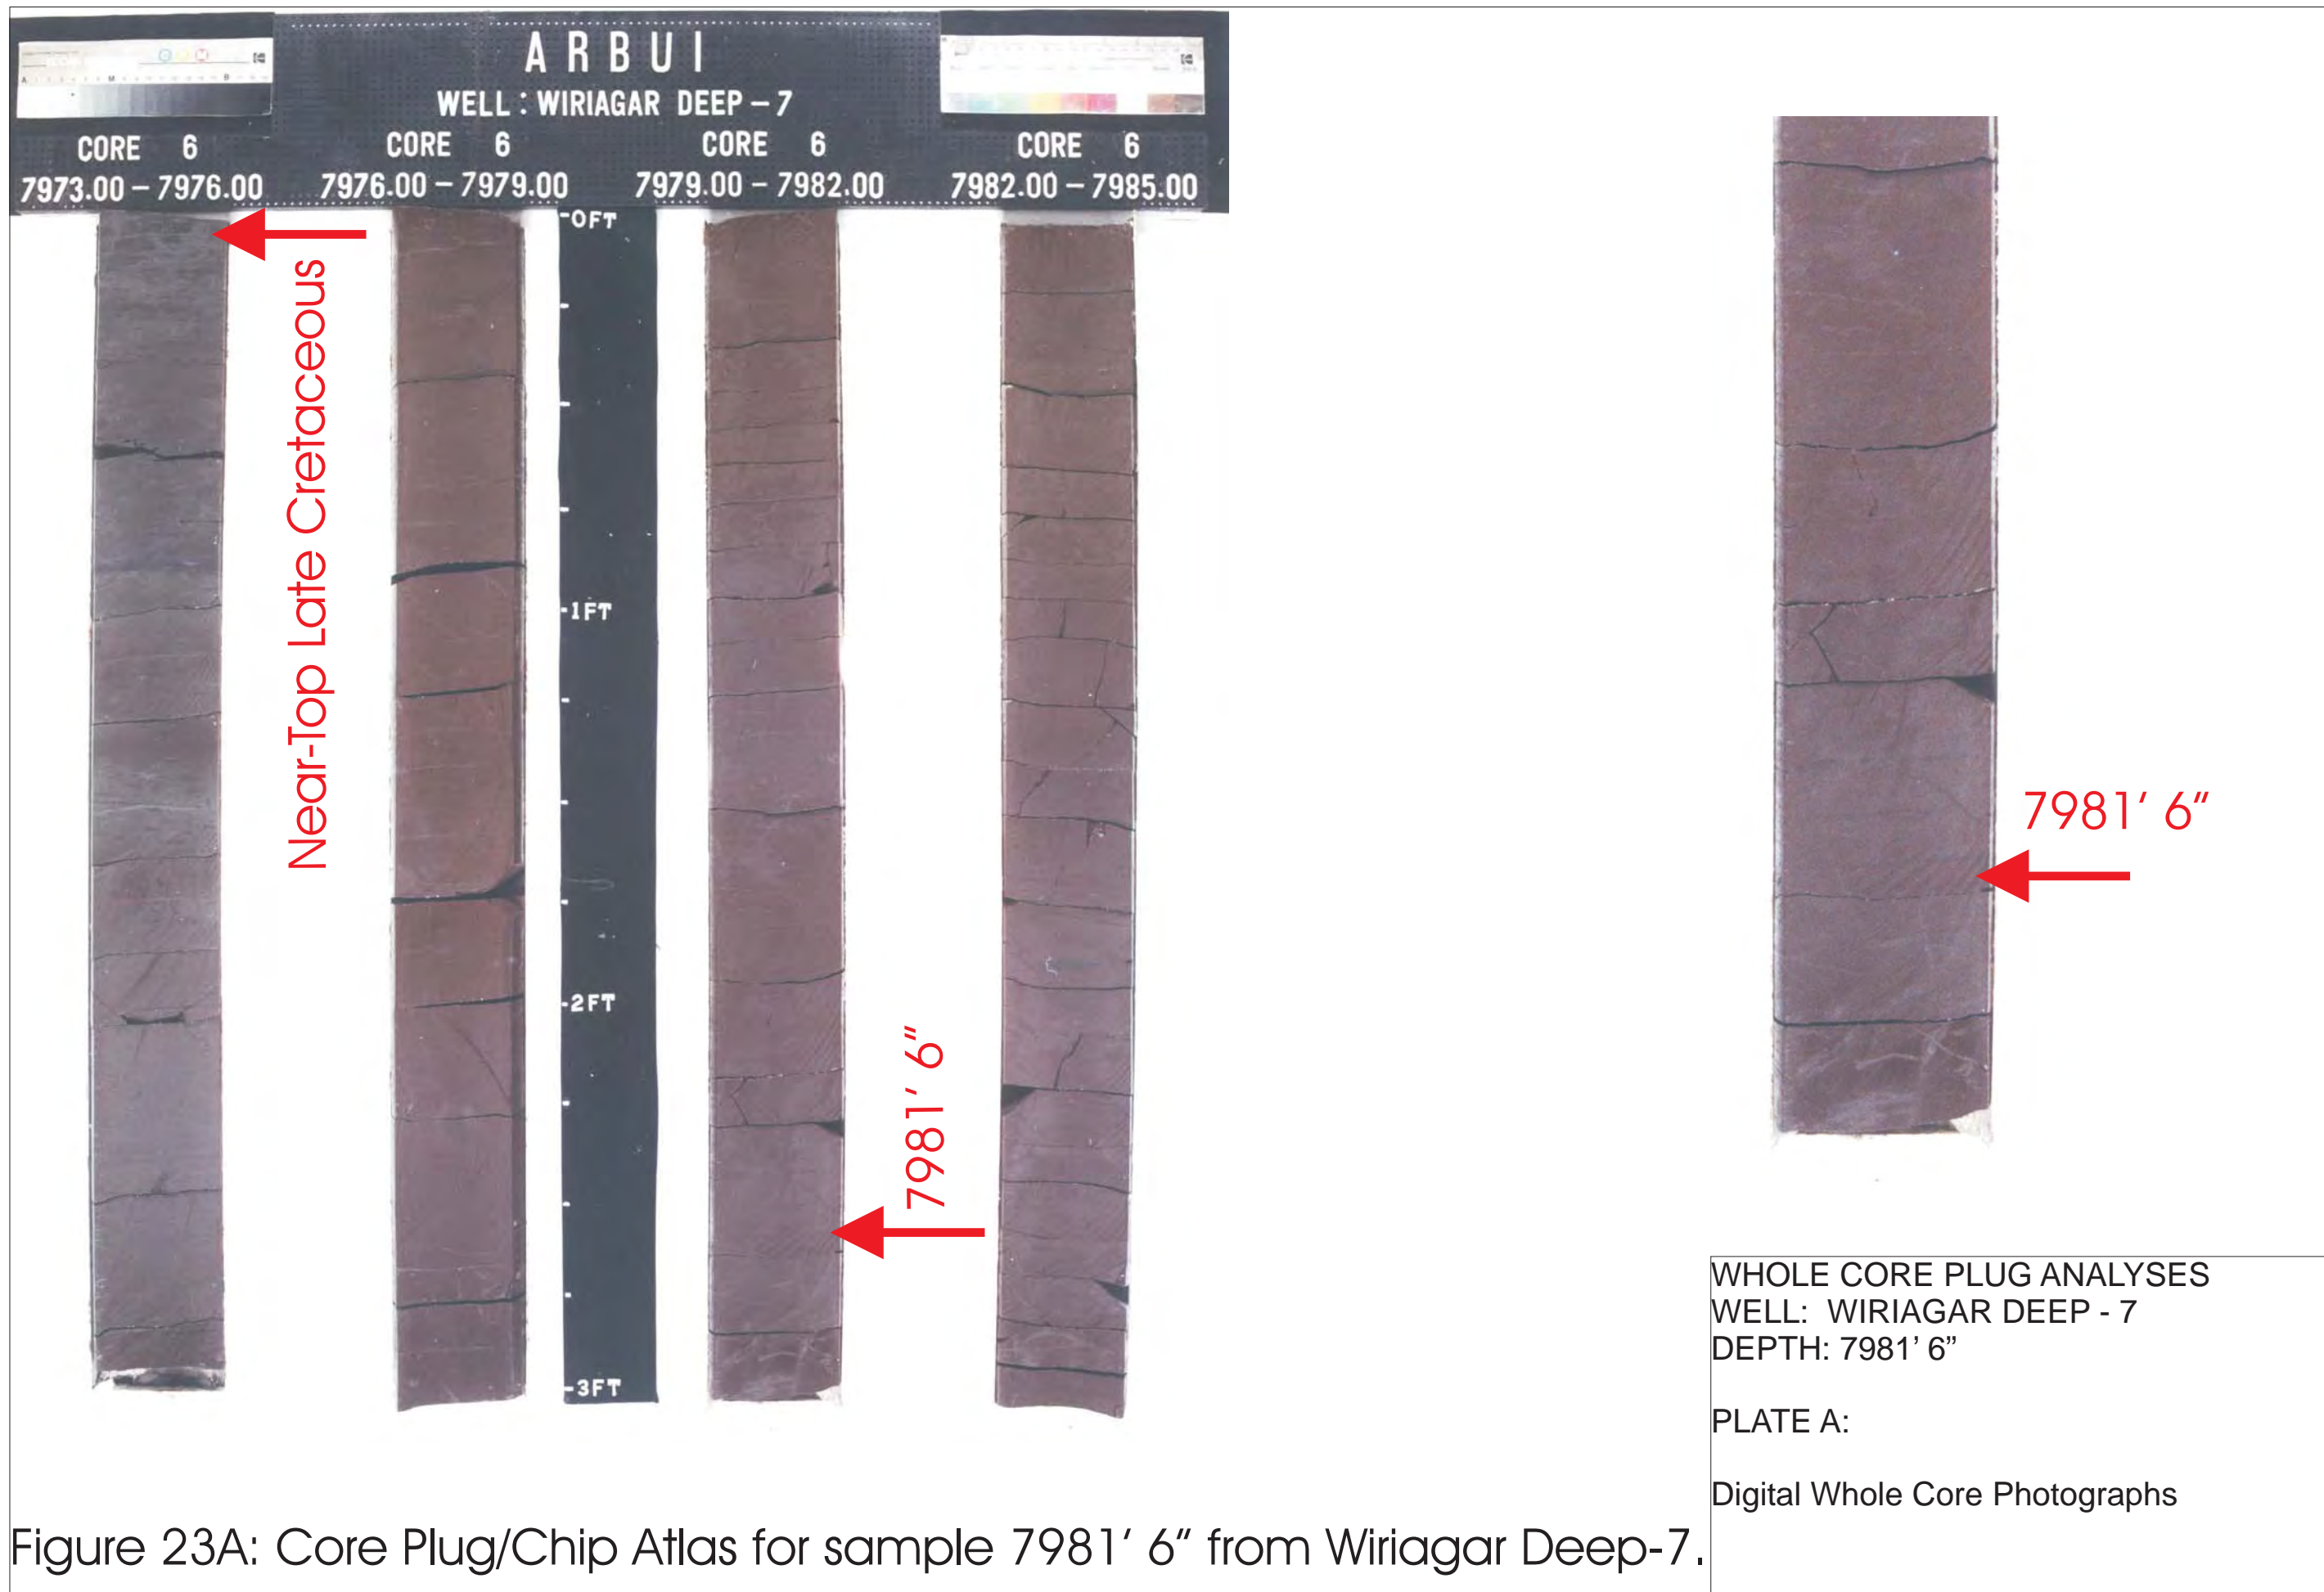 ARBUI
WELL: WIRIAGAR DEEP-7
CORE 6
7973.00-7976.00
CORE 6
7976.00-7979.00
CORE 6
7979.00-7982.00
CORE 6
7982.00-7985.00
Near-Top Late Cretaceous
-0FT
-1FT
-2FT
-3FT
7981' 6"
7981' 6"
WHOLE CORE PLUG ANALYSES
WELL: WIRIAGAR DEEP - 7
DEPTH: 7981' 6”
PLATE A:
Digital Whole Core Photographs
Figure 23A: Core Plug/Chip Atlas for sample 7981' 6" from Wiriagar Deep-7.